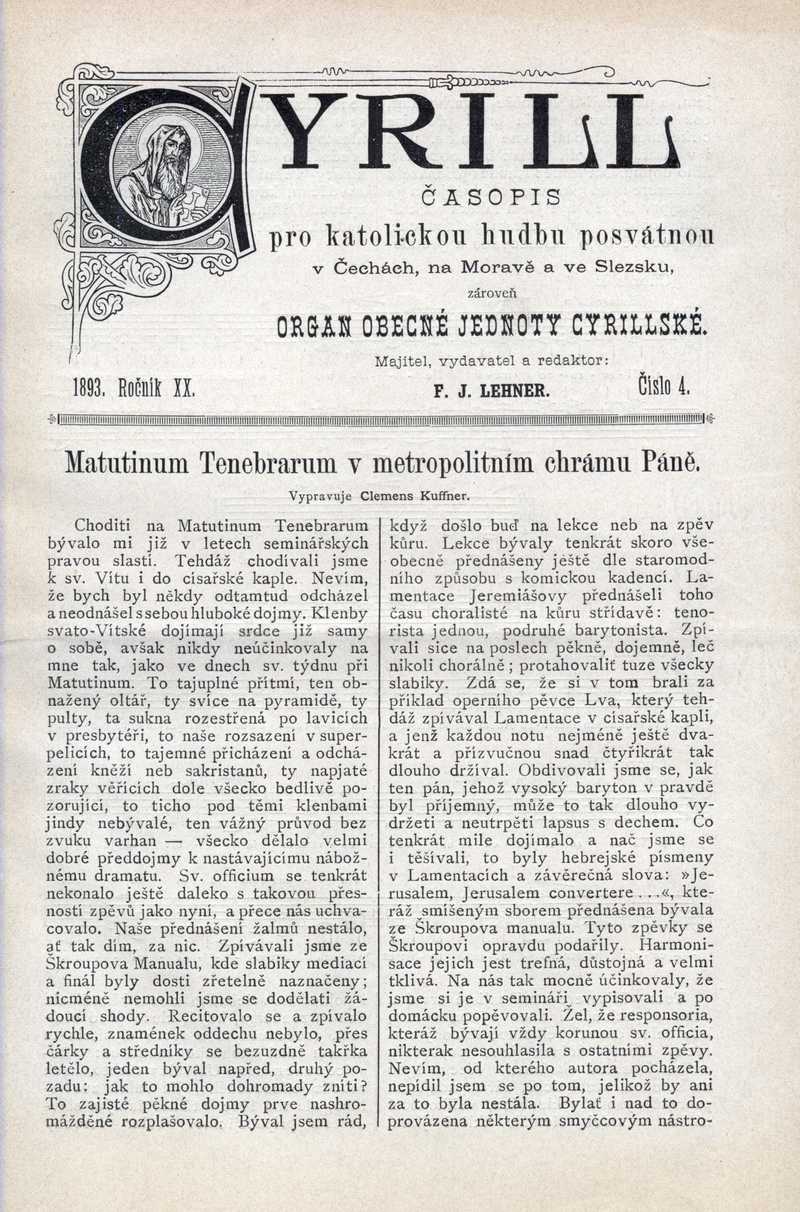 CYRILL
ČASOPIS
pro katolickou hudbu posvátnou
v Čechách, na Moravě a ve Slezsku,
zároveň
ORGAN OBECNÉ JEDNOTY CYRILLSKÉ.
Majitel, vydavatel a redaktor:
1893. Ročník XX. F. J. LEHNER. Číslo 4.
Matutinum Tenebrarum v metropolitním chrámu Páně.
Vypravuje Clemens Kuffner.
Choditi na Matutinum Tenebrarum
bývalo mi již v letech seminářských
pravou slastí. Tehdáž chodívali jsme
k sv. Vítu i do císařské kaple. Nevím,
že bych byl někdy odtamtud odcházel
a neodnášel s sebou hluboké dojmy. Klenby
svato-Vítské dojímají srdce již samy
o sobě, avšak nikdy neúčinkovaly na
mne tak, jako ve dnech sv. týdnu při
Matutinum. To tajuplné přítmí, ten ob-
nažený oltář, ty svíce na pyramidě, ty
pulty, ta sukna rozestřená po lavicích
v presbytéři, to naše rozsazení v super-
pelicích, to tajemné přicházení a odchá-
zení kněží neb sakristanů, ty napjaté
zraky věřících dole všecko bedlivě po-
zorující, to ticho pod těmi klenbami
jindy nebývalé, ten vážný průvod bez
zvuku varhan — všecko dělalo velmi
dobré předdojmy k nastávajícímu nábož-
nému dramatu. Sv. officium se tenkrát
nekonalo ještě daleko s takovou přes-
ností zpěvů jako nyní, a přece nás uchva-
covalo. Naše přednášení žalmů nestálo,
ať tak dím, za nic. Zpívávali jsme ze
Škroupova Manualu, kde slabiky mediací
a finál byly dosti zřetelně naznačeny;
nicméně nemohli jsme se dodělati žá-
doucí shody. Recitovalo se a zpívalo
rychle, znamének oddechu nebylo, přes
čárky a středníky se bezuzdně takřka
letělo, jeden býval napřed, druhý po-
zadu: jak to mohlo dohromady zníti?
To zajisté pěkné dojmy prve nashro-
mážděné rozplašovalo. Býval jsem rád,
když došlo buď na lekce neb na zpěv
kůru. Lekce bývaly tenkrát skoro vše-
obecně přednášeny ještě dle staromod-
ního způsobu s komickou kadencí. La-
mentace Jeremiášovy přednášeli toho
času choralisté na kůru střídavě: teno-
rista jednou, podruhé barytonista. Zpí-
vali sice na poslech pěkně, dojemně, leč
nikoli chorálně; protahovaliť tuze všecky
slabiky. Zdá se, že si v tom brali za
příklad operního pěvce Lva, který teh-
dáž zpívával Lamentace v císařské kapli,
a jenž každou notu nejméně ještě dva-
krát a přízvučnou snad čtyřikrát tak
dlouho držíval. Obdivovali jsme se, jak
ten pán, jehož vysoký baryton v pravdě
byl příjemný, může to tak dlouho vy-
držeti a neutrpěti lapsus s dechem. Co
tenkrát mile dojímalo a nač jsme se
i těšívali, to byly hebrejské písmeny
v Lamentacích a závěrečná slova: »Je-
rusalem, Jerusalem convertere . . .«, kte-
ráž smíšeným sborem přednášena bývala
ze Škroupova manualu. Tyto zpěvky se
Škroupovi opravdu podařily. Harmoni-
sace jejich jest trefná, důstojná a velmi
tklivá. Na nás tak mocně účinkovaly, že
jsme si je v semináři vypisovali a po
domácku popěvovali. Žel, že responsoria,
kteráž bývají vždy korunou sv. officia,
nikterak nesouhlasila s ostatními zpěvy.
Nevím, od kterého autora pocházela,
nepídil jsem se po tom, jelikož by ani
za to byla nestála. Bylať i nad to do-
provázena některým smyčcovým nástro-